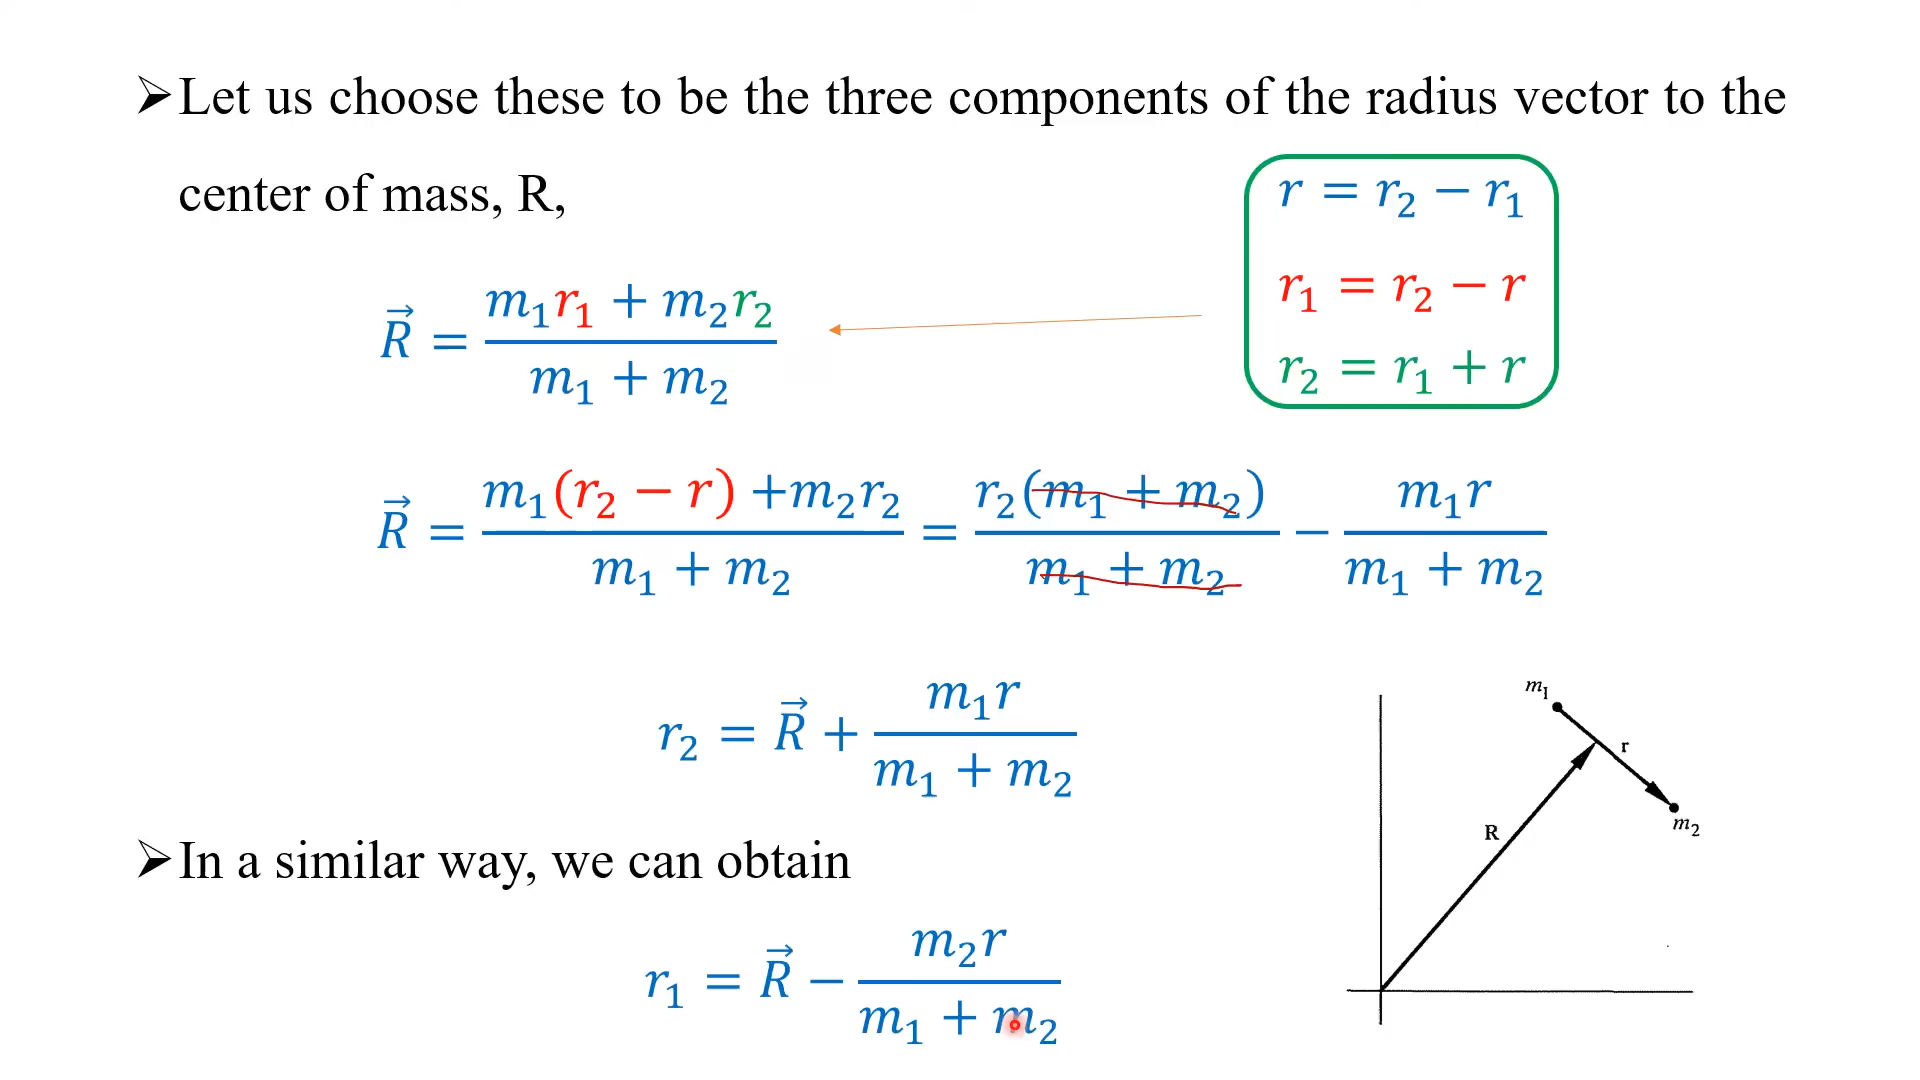 ➢Let us choose these to be the three components of the radius vector to the
center of mass, R,
r = r₂ − r₁
r₁ = r₂ − r
r₂ = r₁ + r
R⃗ = (m₁r₁ + m₂r₂) / (m₁ + m₂)
R⃗ = (m₁(r₂ − r) +m₂r₂) / (m₁ + m₂) = r₂(m₁ + m₂) / (m₁ + m₂) − m₁r / (m₁ + m₂)
r₂ = R⃗ + m₁r / (m₁ + m₂)
m₁
r
m₂
R
➢In a similar way, we can obtain
r₁ = R⃗ − m₂r / (m₁ + m₂)